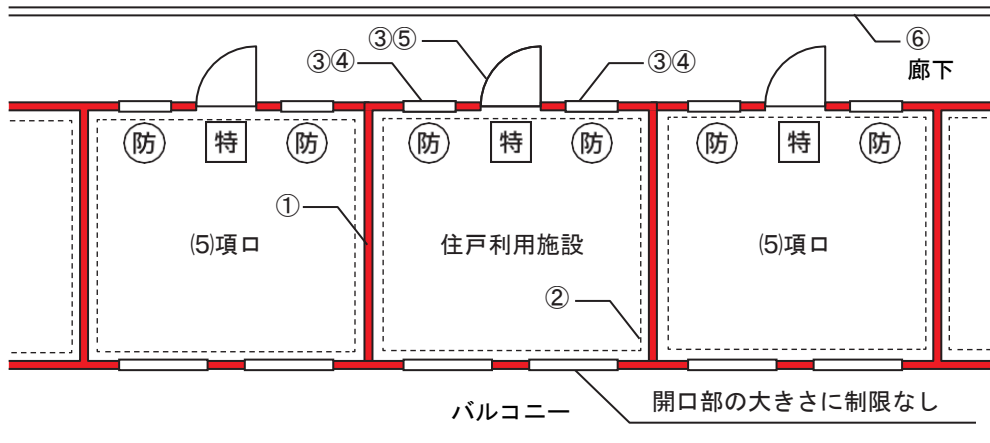 ⑥
廊下
③⑤
③④
③④
防
特
防
防
特
防
防
特
防
①
⑸項ロ
住戸利用施設
⑸項ロ
②
開口部の大きさに制限なし
バルコニー